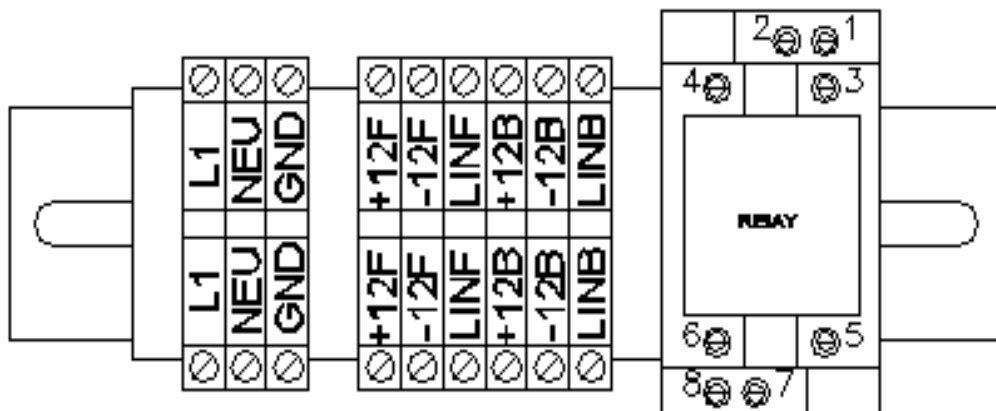 2 1
4 3
L1 NEU GND +12F -12F LINF +12B -12B LINB
RELAY
L1 NEU GND +12F -12F LINF +12B -12B LINB
6 5
8 7